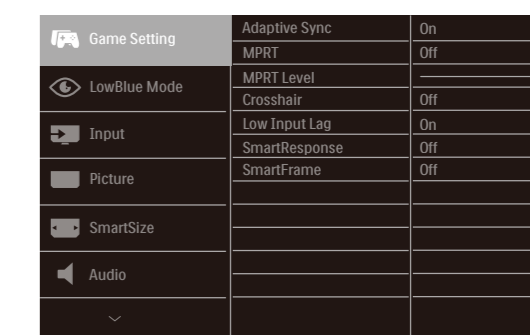 Game Setting
LowBlue Mode
Input
Picture
SmartSize
Audio
Adaptive Sync On
MPRT Off
MPRT Level
Crosshair Off
Low Input Lag On
SmartResponse Off
SmartFrame Off